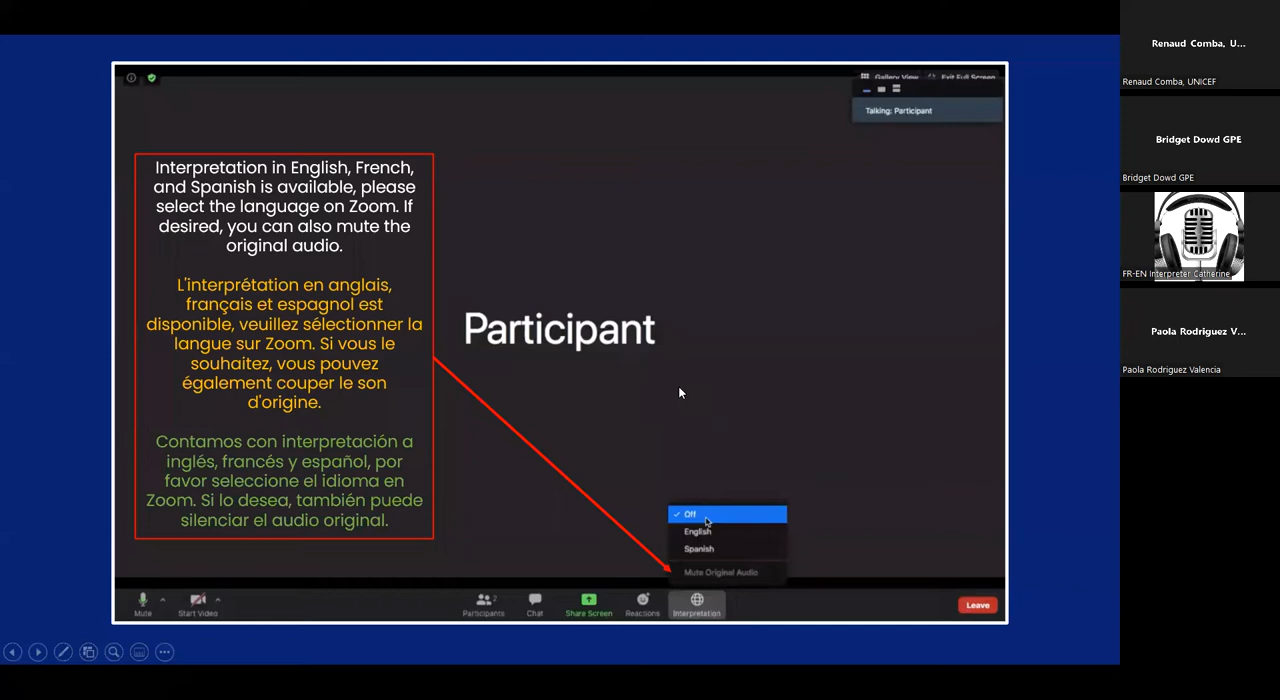 Gallery View
Exit Full Screen
Talking: Participant
Interpretation in English, French,
and Spanish is available, please
select the language on Zoom. If
desired, you can also mute the
original audio.
L'interprétation en anglais,
français et espagnol est
disponible, veuillez sélectionner la
langue sur Zoom. Si vous le
souhaitez, vous pouvez
également couper le son
d'origine.
Contamos con interpretación a
inglés, francés y español, por
favor seleccione el idioma en
Zoom. Si lo desea, también puede
silenciar el audio original.
Participant
Off
English
Spanish
Mute Original Audio
Mute
Start Video
Participants
2
Chat
Share Screen
Reactions
Interpretation
Leave
Renaud Comba, U...
Renaud Comba, UNICEF
Bridget Dowd GPE
Bridget Dowd GPE
FR-EN Interpreter Catherine
Paola Rodriguez V...
Paola Rodriguez Valencia